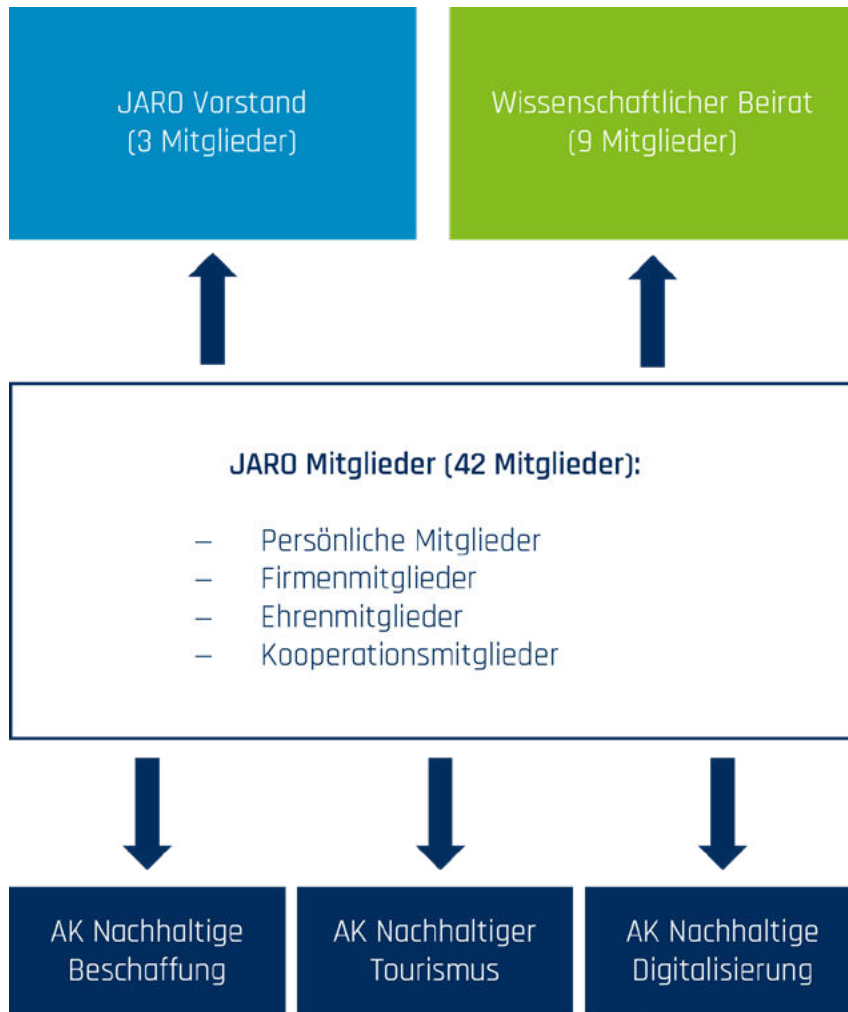 JARO Vorstand
(3 Mitglieder)
Wissenschaftlicher Beirat
(9 Mitglieder)
JARO Mitglieder (42 Mitglieder):
– Persönliche Mitglieder
– Firmenmitglieder
– Ehrenmitglieder
– Kooperationsmitglieder
AK Nachhaltige
Beschaffung
AK Nachhaltiger
Tourismus
AK Nachhaltige
Digitalisierung